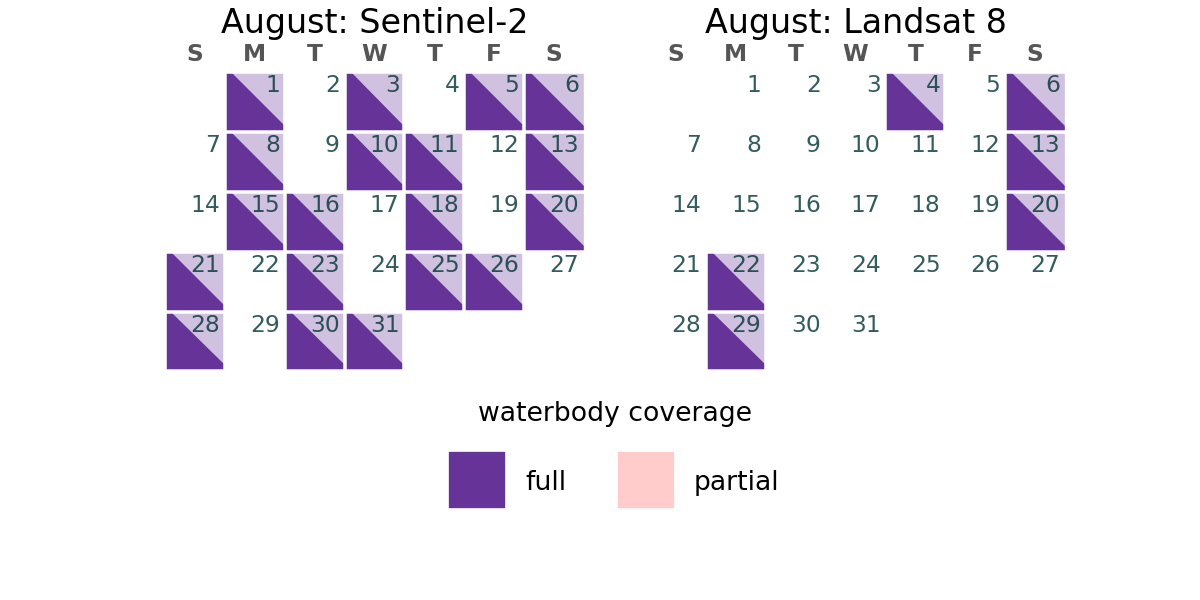 August: Sentinel-2
S M T W T F S
1 2 3 4 5 6
7 8 9 10 11 12 13
14 15 16 17 18 19 20
21 22 23 24 25 26 27
28 29 30 31
August: Landsat 8
S M T W T F S
1 2 3 4 5 6
7 8 9 10 11 12 13
14 15 16 17 18 19 20
21 22 23 24 25 26 27
28 29 30 31
waterbody coverage
full partial